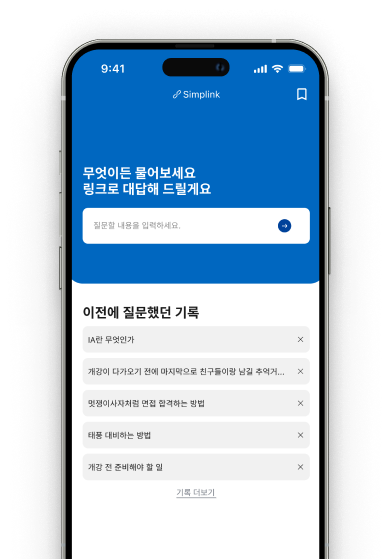 9:41
Simplink
무엇이든 물어보세요
링크로 대답해 드릴게요
질문할 내용을 입력하세요.
이전에 질문했던 기록
IA란 무엇인가
개강이 다가오기 전에 마지막으로 친구들이랑 남길 추억거...
멋쟁이사자처럼 면접 합격하는 방법
태풍 대비하는 방법
개강 전 준비해야 할 일
기록 더보기